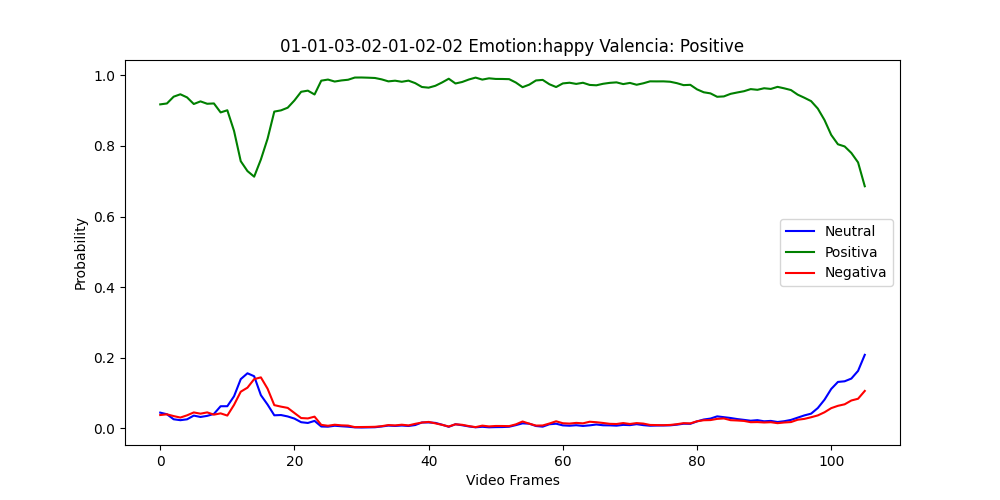 01-01-03-02-01-02-02 Emotion:happy Valencia: Positive
1.0
0.8
0.6
0.4
0.2
0.0
Probability
Neutral
Positiva
Negativa
0 20 40 60 80 100
Video Frames